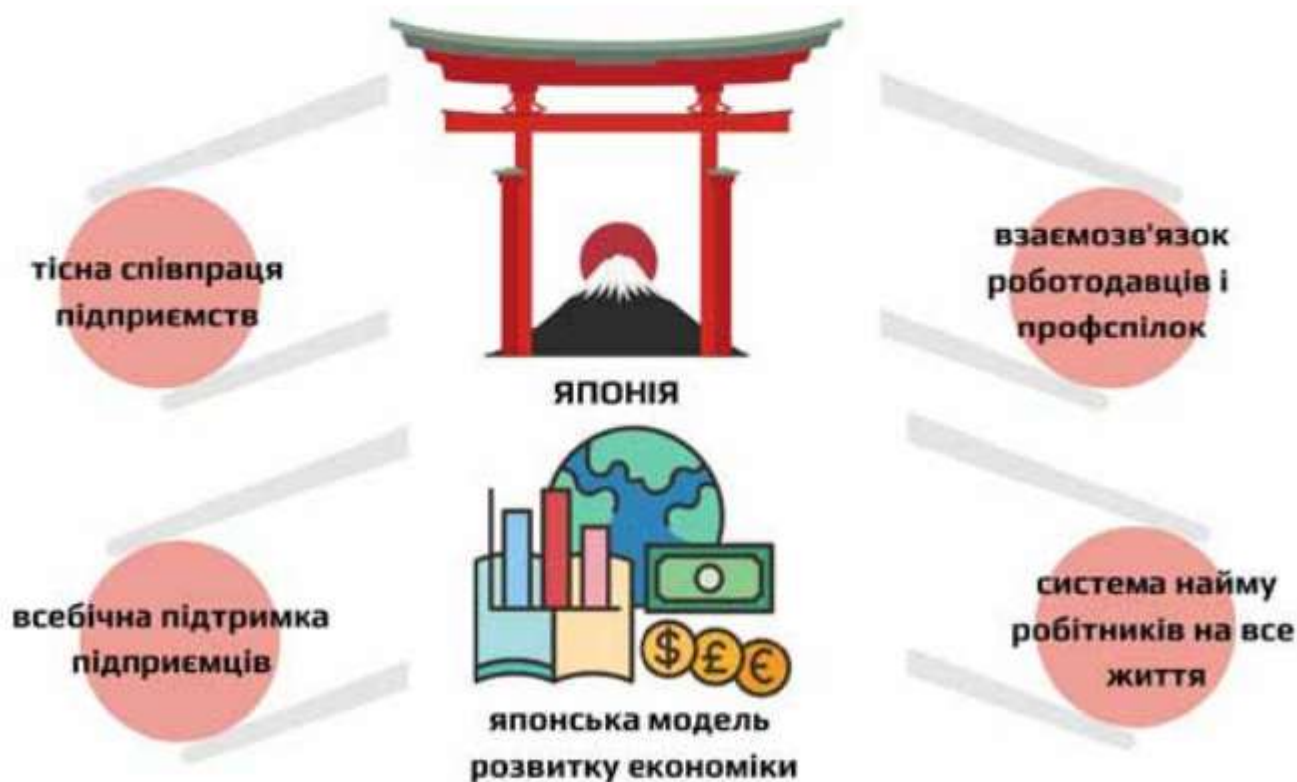 тісна співпраця
підприємств
взаємозв'язок
роботодавців і
профспілок
ЯПОНІЯ
всебічна підтримка
підприємців
система найму
робітників на все
життя
$ £ €
японська модель
розвитку економіки